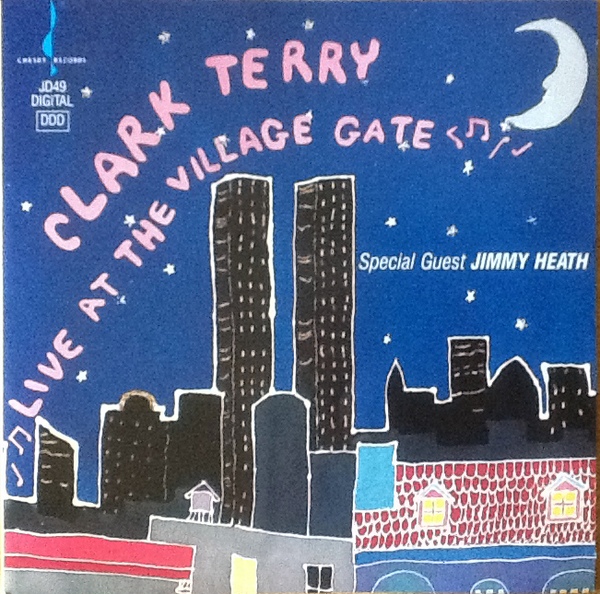 CHESKY RECORDS
JD49
DIGITAL
DDD
CLARK TERRY
LIVE AT THE VILLAGE GATE
Special Guest JIMMY HEATH